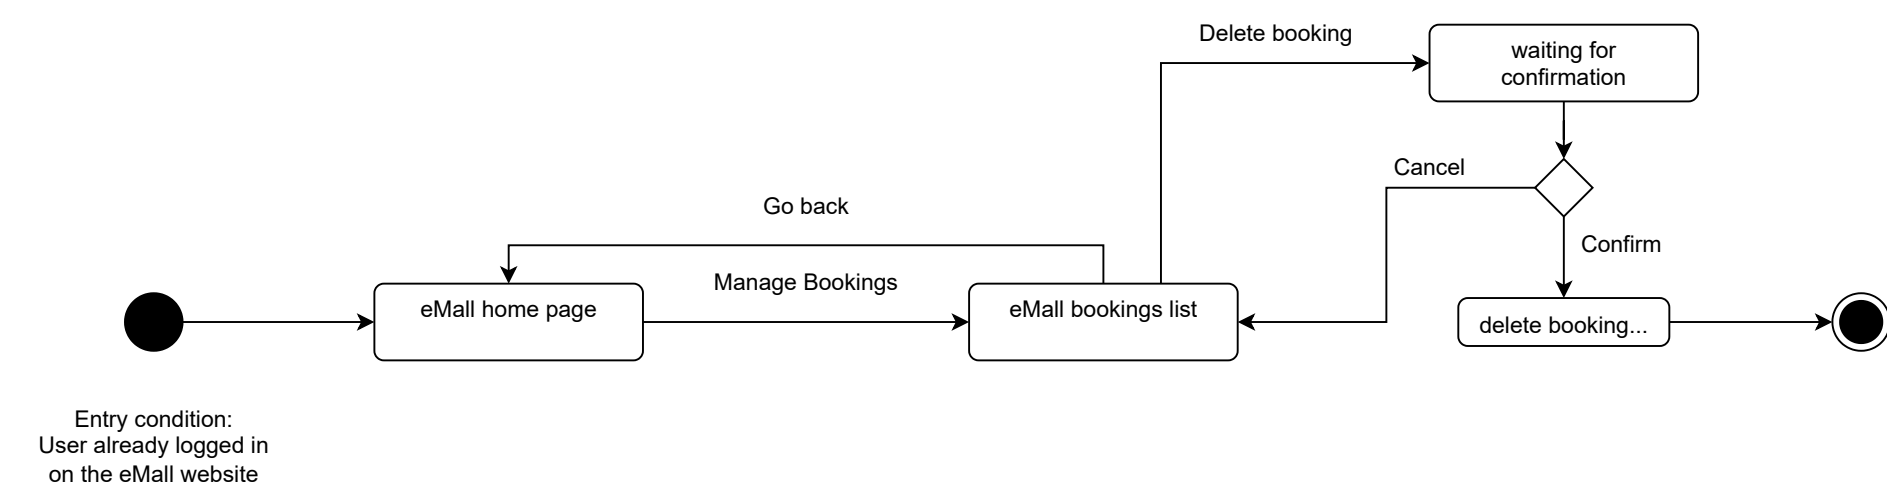 Delete booking
waiting for
confirmation
Cancel
Go back
Confirm
Manage Bookings
eMall home page
eMall bookings list
delete booking...
Entry condition:
User already logged in
on the eMall website